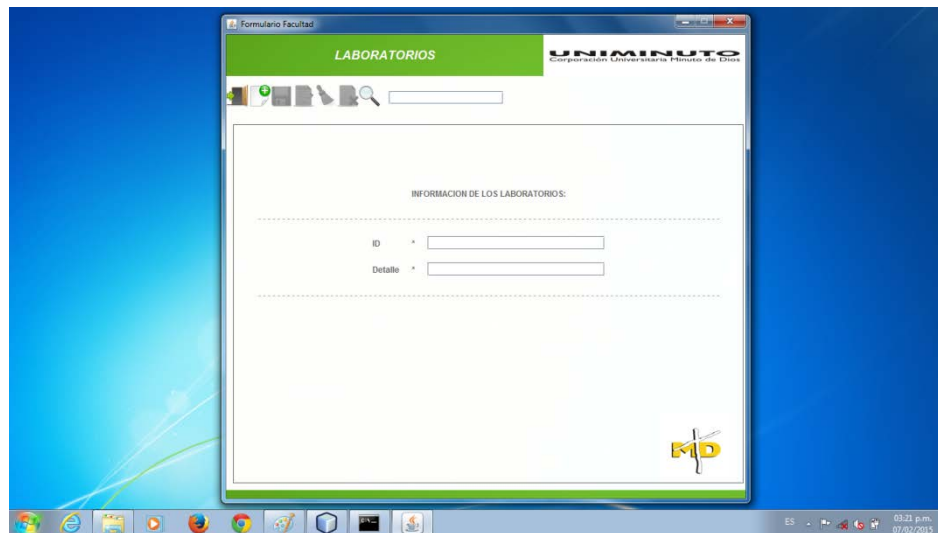 Formulario Facultad
LABORATORIOS
UNIMINUTO
Corporación Universitaria Minuto de Dios
INFORMACION DE LOS LABORATORIOS:
ID *
Detalle *
MD
ES
03:21 p.m.
07/02/2015